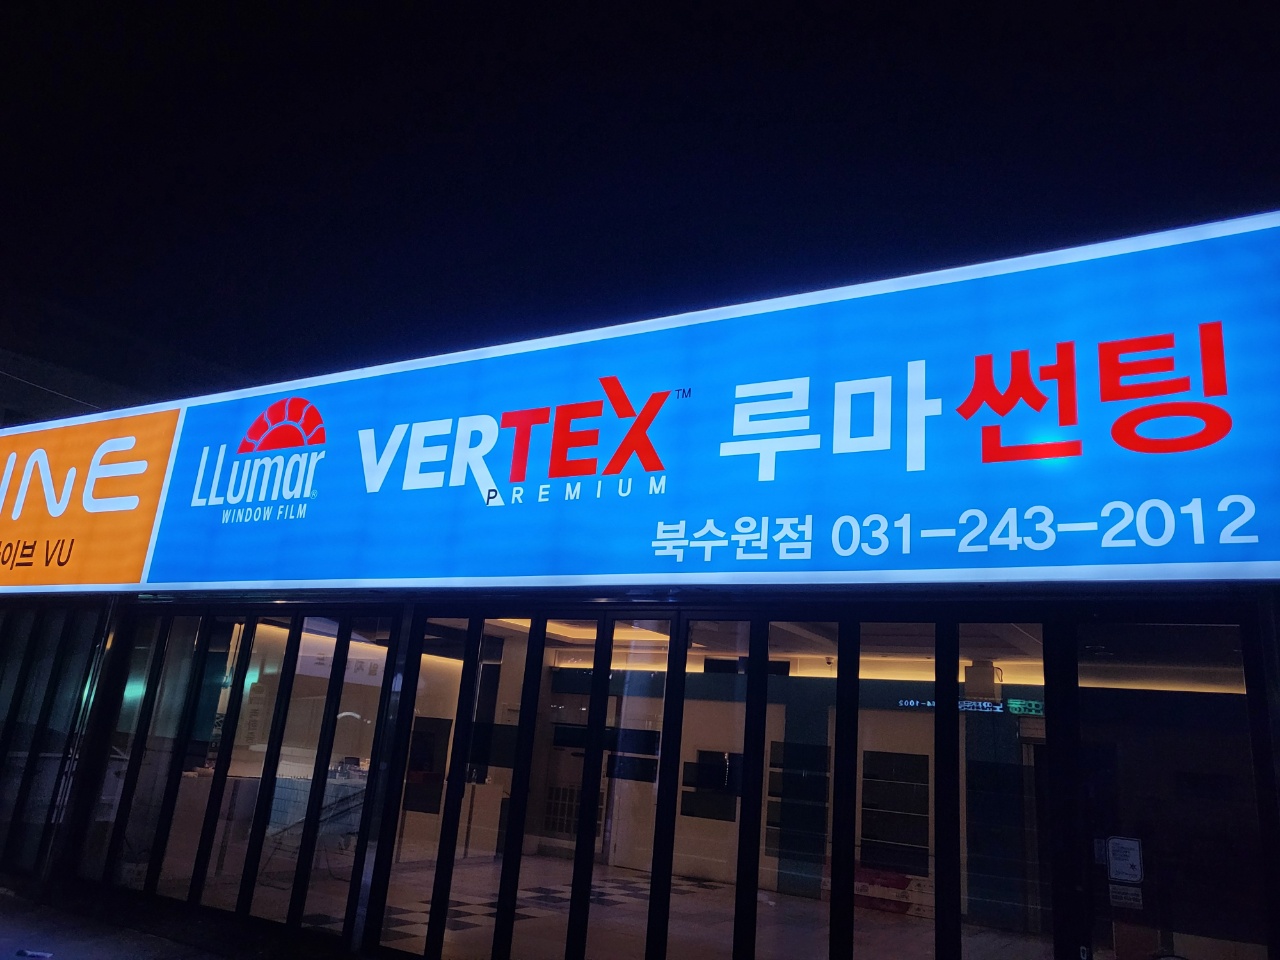 INE
이브 VU
LLumar®
WINDOW FILM
VERTEX™
PREMIUM
루마썬팅
북수원점 031-243-2012